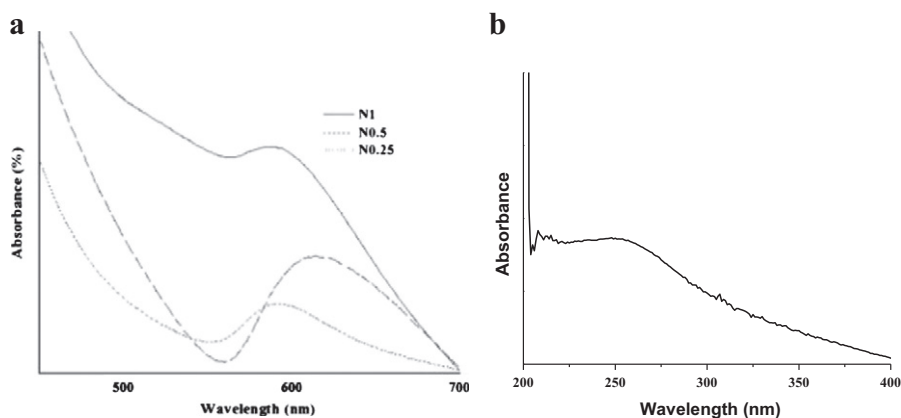 a
Absorbance (%)
N1
N0.5
N0.25
500
600
700
Wavelength (nm)
b
Absorbance
200
250
300
350
400
Wavelength (nm)